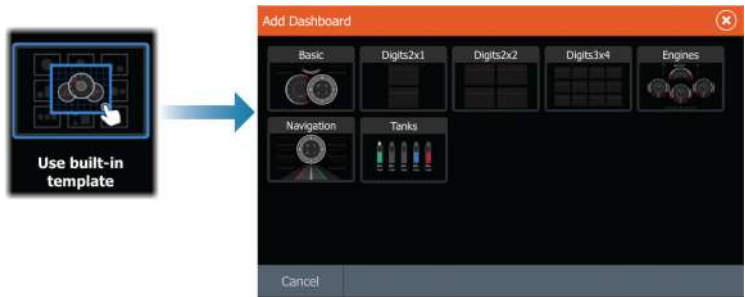 Use built-in
template
Add Dashboard
Basic
Digits2x1
Digits2x2
Digits3x4
Engines
Navigation
Tanks
Cancel